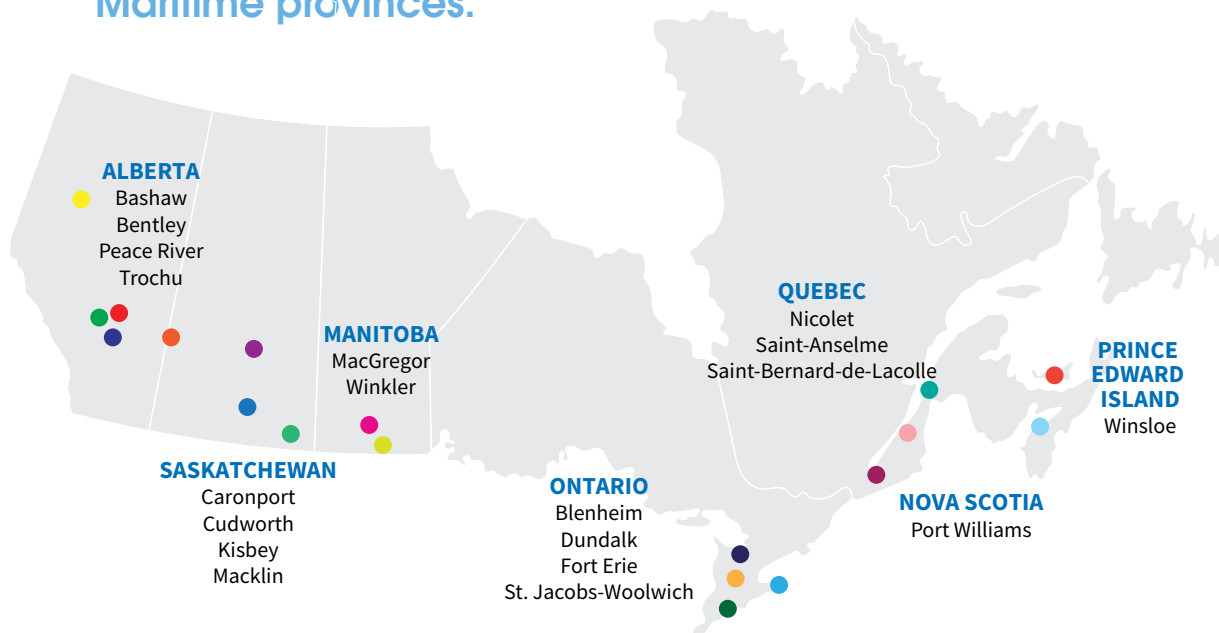 Maritime provinces.
ALBERTA
Bashaw
Bentley
Peace River
Trochu
SASKATCHEWAN
Caronport
Cudworth
Kisbey
Macklin
MANITOBA
MacGregor
Winkler
ONTARIO
Blenheim
Dundalk
Fort Erie
St. Jacobs-Woolwich
QUEBEC
Nicolet
Saint-Anselme
Saint-Bernard-de-Lacolle
NOVA SCOTIA
Port Williams
PRINCE
EDWARD
ISLAND
Winsloe